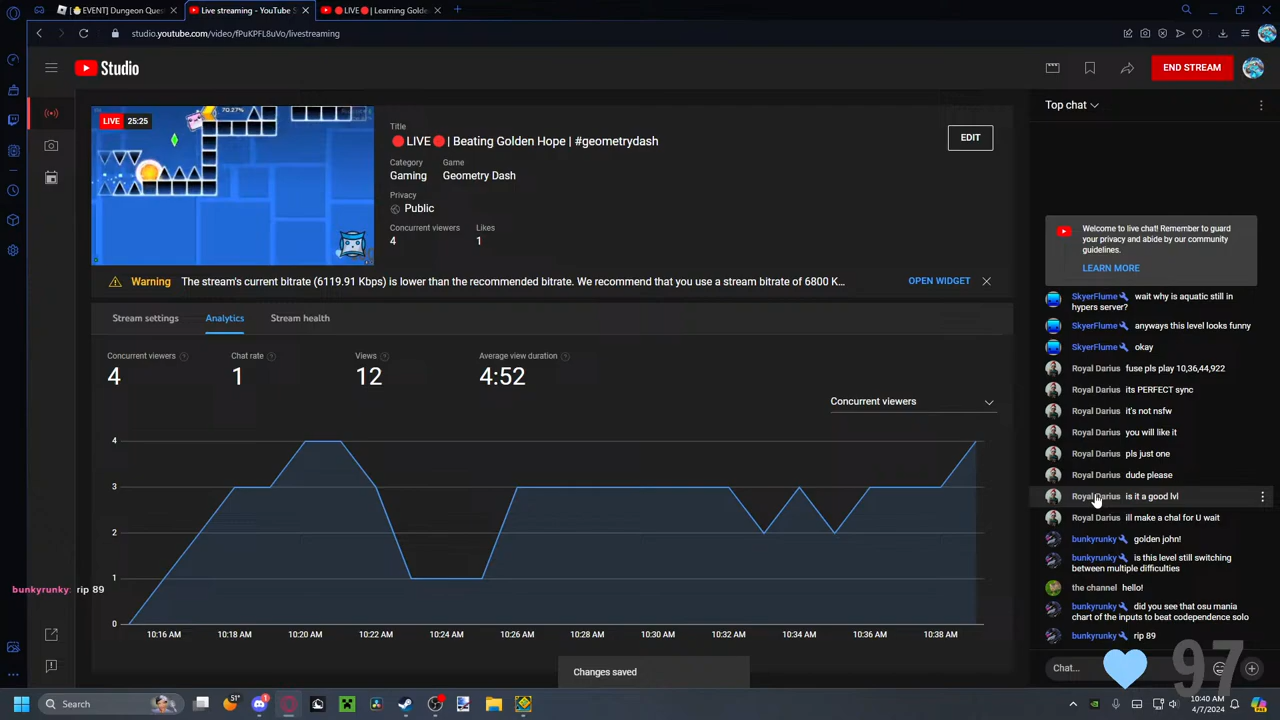 [🐣EVENT] Dungeon Ques
Live streaming - YouTube S
🔴LIVE🔴 | Learning Golde
studio.youtube.com/video/fPuKPFL8uVo/livestreaming
Studio
END STREAM
LIVE 25:25
70.27%
Title
🔴LIVE🔴 | Beating Golden Hope | #geometrydash
EDIT
Category
Game
Gaming
Geometry Dash
Privacy
Public
Concurrent viewers
Likes
4
1
Warning
The stream's current bitrate (6119.91 Kbps) is lower than the recommended bitrate. We recommend that you use a stream bitrate of 6800 K...
OPEN WIDGET
Stream settings
Analytics
Stream health
Concurrent viewers
Chat rate
Views
Average view duration
4
1
12
4:52
Concurrent viewers
4
3
2
1
0
10:16 AM
10:18 AM
10:20 AM
10:22 AM
10:24 AM
10:26 AM
10:28 AM
10:30 AM
10:32 AM
10:34 AM
10:36 AM
10:38 AM
bunkyrunky: rip 89
Changes saved
Top chat
Welcome to live chat! Remember to guard
your privacy and abide by our community
guidelines.
LEARN MORE
SkyerFlume wait why is aquatic still in
hypers server?
SkyerFlume anyways this level looks funny
SkyerFlume okay
Royal Darius fuse pls play 10,36,44,922
Royal Darius its PERFECT sync
Royal Darius it's not nsfw
Royal Darius you will like it
Royal Darius pls just one
Royal Darius dude please
Royal Darius is it a good lvl
Royal Darius ill make a chal for U wait
bunkyrunky golden john!
bunkyrunky is this level still switching
between multiple difficulties
the channel hello!
bunkyrunky did you see that osu mania
chart of the inputs to beat codependence solo
bunkyrunky rip 89
Chat...
97
Search
51°
1
10:40 AM
4/7/2024